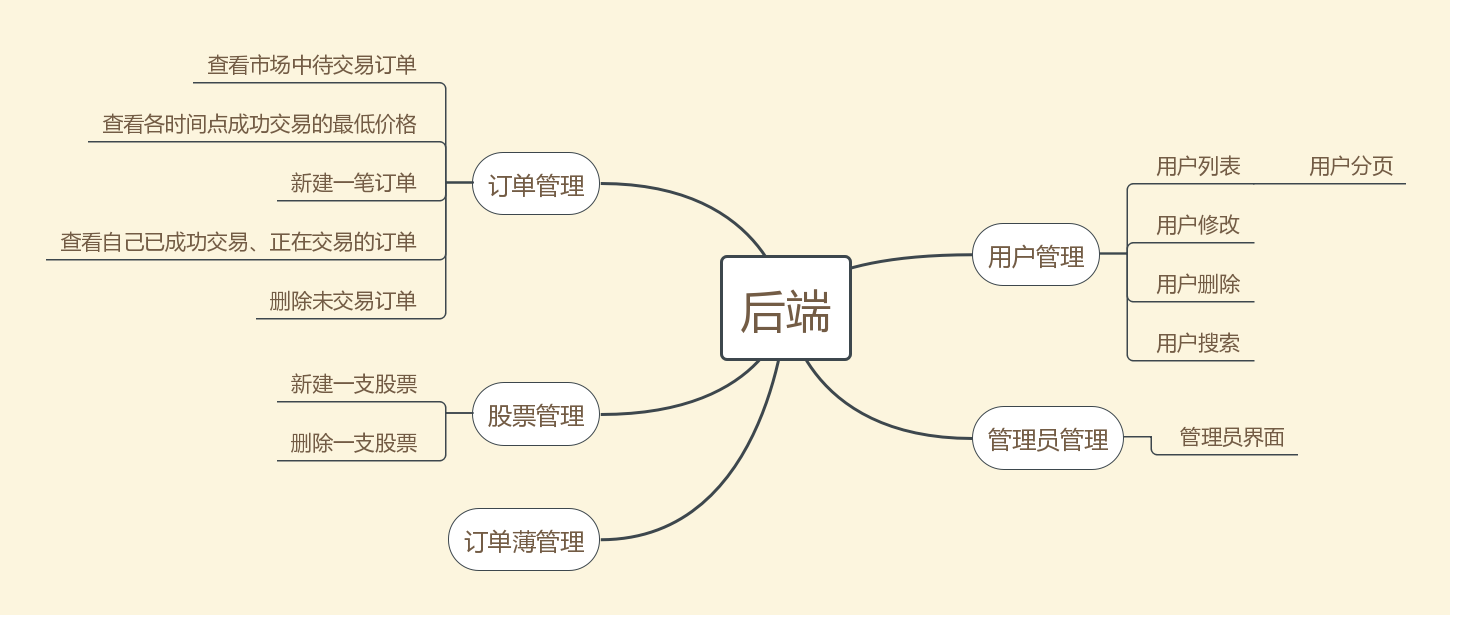 查看市场中待交易订单
查看各时间点成功交易的最低价格
新建一笔订单
查看自己已成功交易、正在交易的订单
删除未交易订单
订单管理
新建一支股票
删除一支股票
股票管理
订单薄管理
后端
用户管理
用户列表
用户分页
用户修改
用户删除
用户搜索
管理员管理
管理员界面